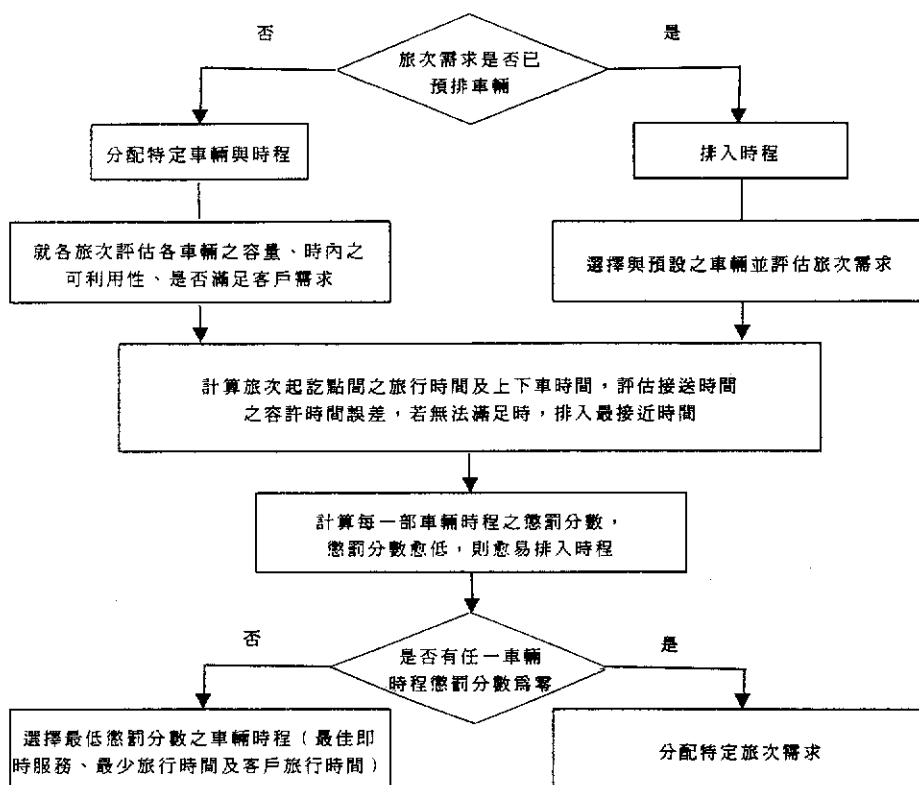 否
是
旅次需求是否已
預排車輛
分配特定車輛與時程
排入時程
就各旅次評估各車輛之容量、時內之
可利用性、是否滿足客戶需求
選擇與預設之車輛並評估旅次需求
計算旅次起訖點間之旅行時間及上下車時間，評估接送時間
之容許時間誤差，若無法滿足時，排入最接近時間
計算每一部車輛時程之懲罰分數，
懲罰分數愈低，則愈易排入時程
否
是
是否有任一車輛
時程懲罰分數為零
選擇最低懲罰分數之車輛時程（最佳即
時服務、最少旅行時間及客戶旅行時間）
分配特定旅次需求